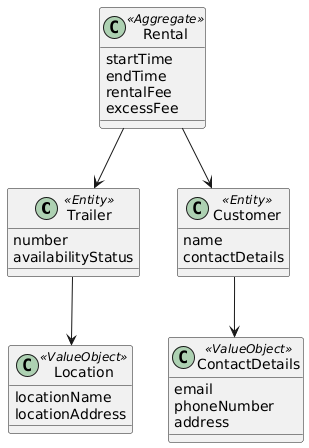 C «Aggregate»
Rental
startTime
endTime
rentalFee
excessFee
C «Entity»
Trailer
number
availabilityStatus
C «Entity»
Customer
name
contactDetails
C «ValueObject»
Location
locationName
locationAddress
C «ValueObject»
ContactDetails
email
phoneNumber
address